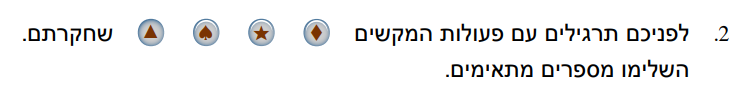 2. לפניכם תרגילים עם פעולות המקשים ♦ ★ ♠ ▲ שחקרתם.
השלימו מספרים מתאימים.